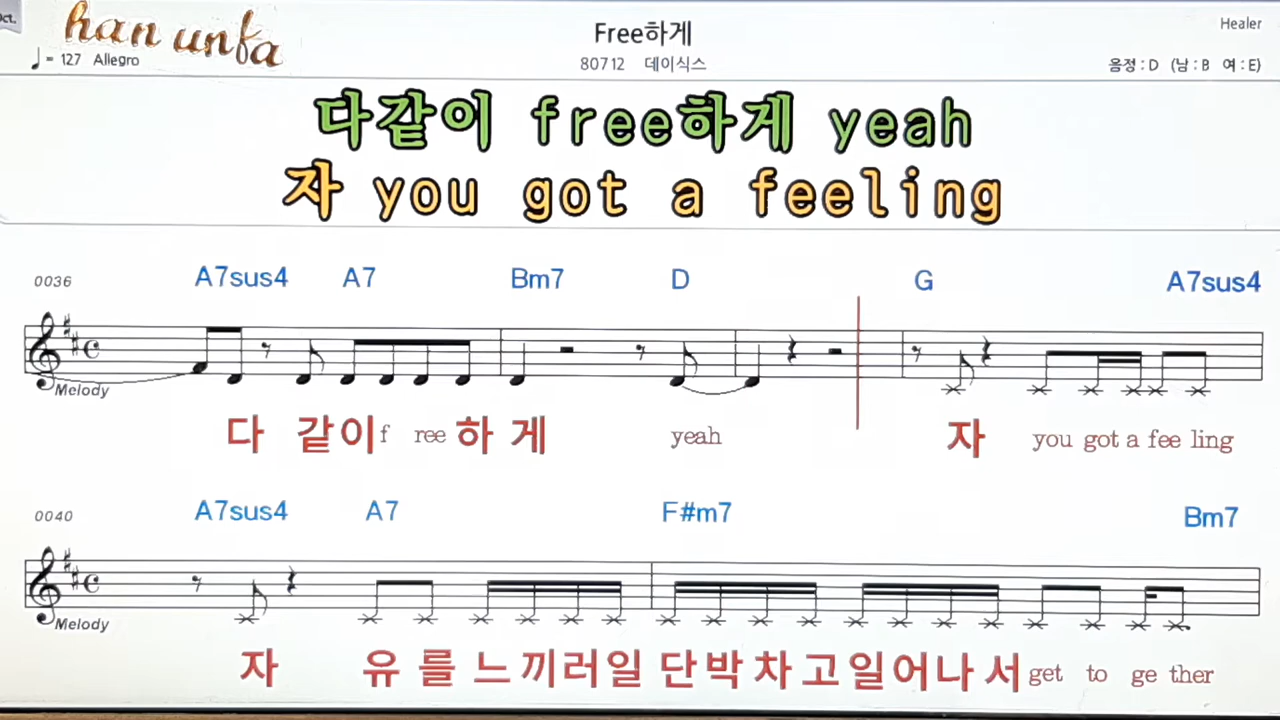 Oct.
han unfa
Free하게
Healer
♩= 127 Allegro
80712 데이식스
음정 : D (남 : B 여 : E)
다같이 free하게 yeah
자 you got a feeling
0036
A7sus4 A7 Bm7 D G A7sus4
Melody
다 같이 f ree 하 게 yeah 자 you got a fee ling
0040
A7sus4 A7 F#m7 Bm7
Melody
자 유 를 느 끼 러 일 단 박 차 고 일 어 나 서 get to ge ther